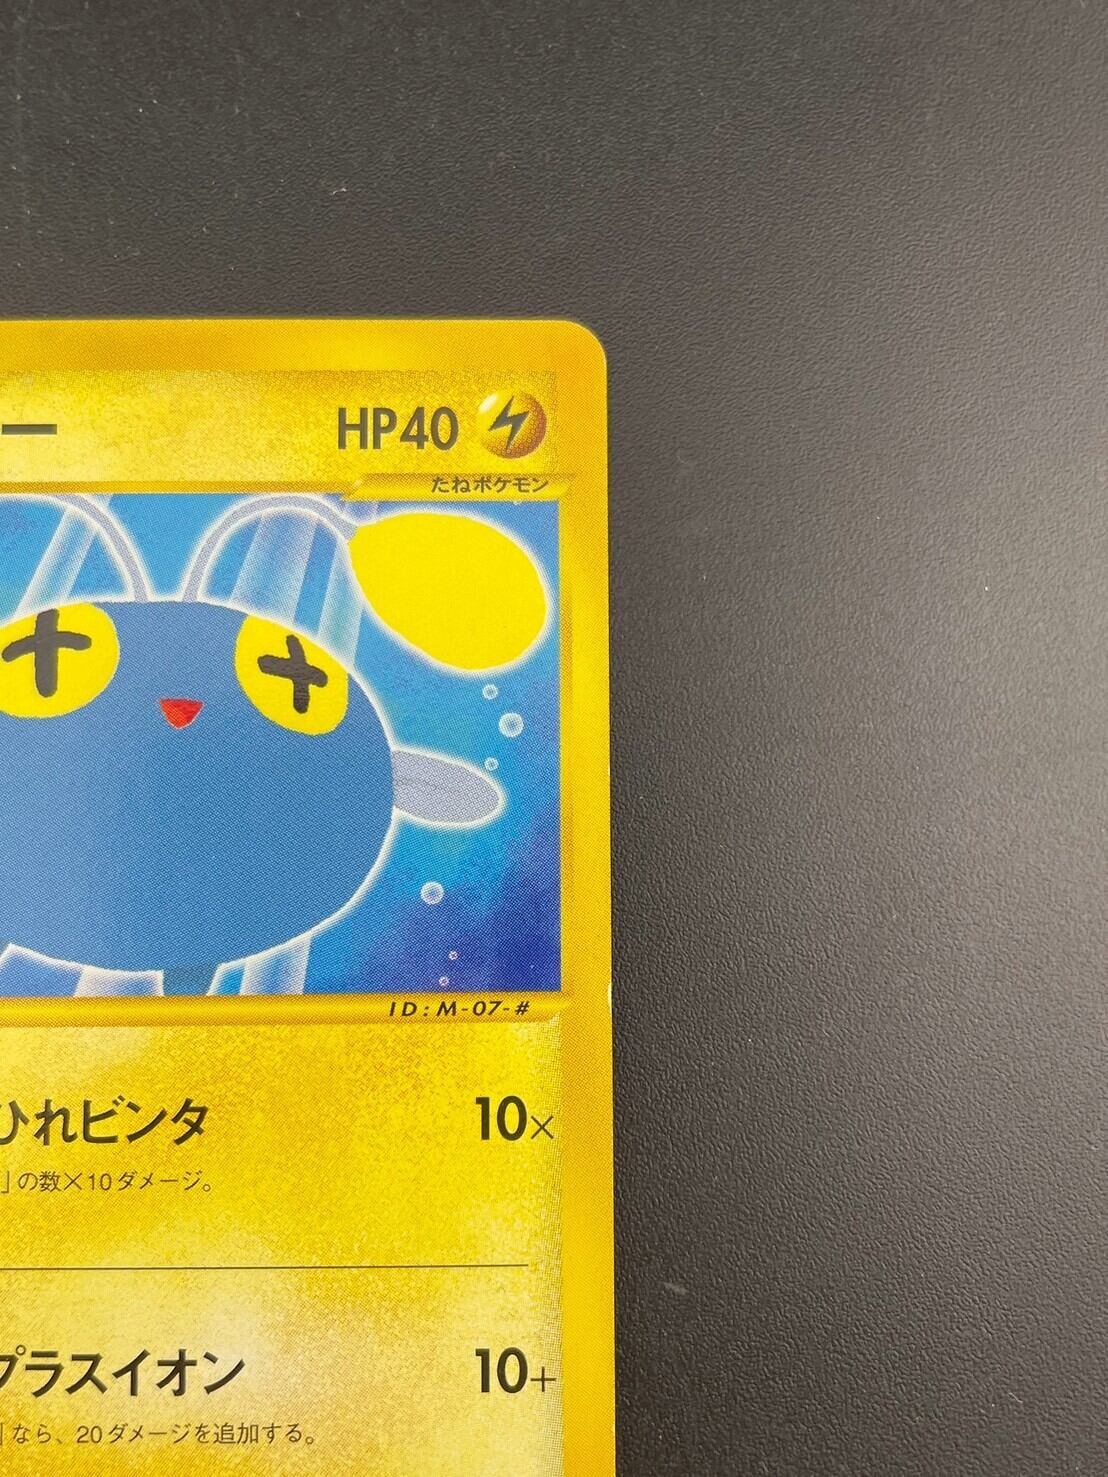 ー HP40
たねポケモン
ID:M-07-#
ひれビンタ 10×
」の数×10ダメージ。
プラスイオン 10+
」なら、20ダメージを追加する。